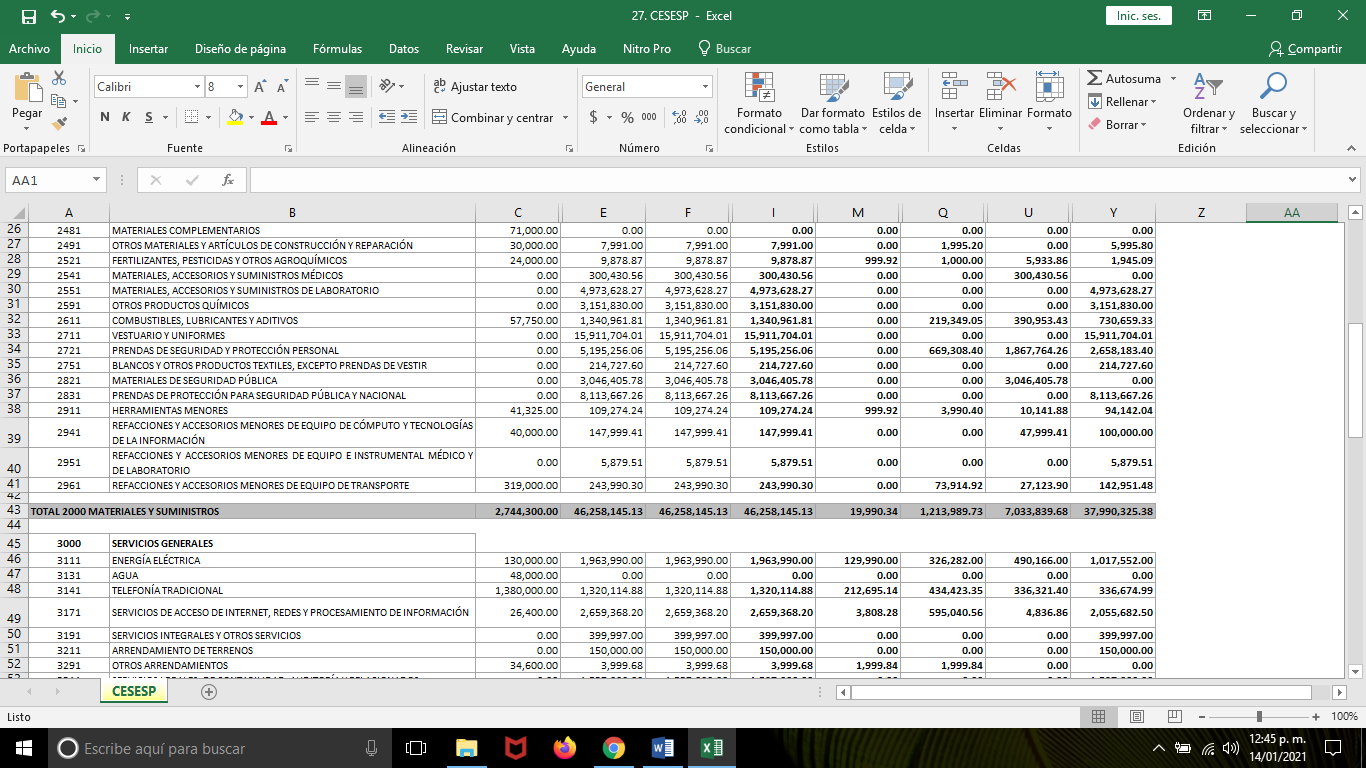 27. CESESP - Excel
Inic. ses.
Archivo Inicio Insertar Diseño de página Fórmulas Datos Revisar Vista Ayuda Nitro Pro Buscar Compartir
Pegar
Calibri 8
Ajustar texto
General
Formato condicional
Dar formato como tabla
Estilos de celda
Insertar Eliminar Formato
Autosuma
Rellenar
Borrar
Ordenar y filtrar
Buscar y seleccionar
N K S
Combinar y centrar
$ % 000
Portapapeles Fuente Alineación Número Estilos Celdas Edición
AA1 fx
A B C E F I M Q U Y Z AA
26 2481 MATERIALES COMPLEMENTARIOS 71,000.00 0.00 0.00 0.00 0.00 0.00 0.00 0.00
27 2491 OTROS MATERIALES Y ARTÍCULOS DE CONSTRUCCIÓN Y REPARACIÓN 30,000.00 7,991.00 7,991.00 7,991.00 0.00 1,995.20 0.00 5,995.80
28 2521 FERTILIZANTES, PESTICIDAS Y OTROS AGROQUÍMICOS 24,000.00 9,878.87 9,878.87 9,878.87 999.92 1,000.00 5,933.86 1,945.09
29 2541 MATERIALES, ACCESORIOS Y SUMINISTROS MÉDICOS 0.00 300,430.56 300,430.56 300,430.56 0.00 0.00 300,430.56 0.00
30 2551 MATERIALES, ACCESORIOS Y SUMINISTROS DE LABORATORIO 0.00 4,973,628.27 4,973,628.27 4,973,628.27 0.00 0.00 0.00 4,973,628.27
31 2591 OTROS PRODUCTOS QUÍMICOS 0.00 3,151,830.00 3,151,830.00 3,151,830.00 0.00 0.00 0.00 3,151,830.00
32 2611 COMBUSTIBLES, LUBRICANTES Y ADITIVOS 57,750.00 1,340,961.81 1,340,961.81 1,340,961.81 0.00 219,349.05 390,953.43 730,659.33
33 2711 VESTUARIO Y UNIFORMES 0.00 15,911,704.01 15,911,704.01 15,911,704.01 0.00 0.00 0.00 15,911,704.01
34 2721 PRENDAS DE SEGURIDAD Y PROTECCIÓN PERSONAL 0.00 5,195,256.06 5,195,256.06 5,195,256.06 0.00 669,308.40 1,867,764.26 2,658,183.40
35 2751 BLANCOS Y OTROS PRODUCTOS TEXTILES, EXCEPTO PRENDAS DE VESTIR 0.00 214,727.60 214,727.60 214,727.60 0.00 0.00 0.00 214,727.60
36 2821 MATERIALES DE SEGURIDAD PÚBLICA 0.00 3,046,405.78 3,046,405.78 3,046,405.78 0.00 0.00 3,046,405.78 0.00
37 2831 PRENDAS DE PROTECCIÓN PARA SEGURIDAD PÚBLICA Y NACIONAL 0.00 8,113,667.26 8,113,667.26 8,113,667.26 0.00 0.00 0.00 8,113,667.26
38 2911 HERRAMIENTAS MENORES 41,325.00 109,274.24 109,274.24 109,274.24 999.92 3,990.40 10,141.88 94,142.04
39 2941 REFACCIONES Y ACCESORIOS MENORES DE EQUIPO DE CÓMPUTO Y TECNOLOGÍAS
DE LA INFORMACIÓN 40,000.00 147,999.41 147,999.41 147,999.41 0.00 0.00 47,999.41 100,000.00
40 2951 REFACCIONES Y ACCESORIOS MENORES DE EQUIPO E INSTRUMENTAL MÉDICO Y
DE LABORATORIO 0.00 5,879.51 5,879.51 5,879.51 0.00 0.00 0.00 5,879.51
41 2961 REFACCIONES Y ACCESORIOS MENORES DE EQUIPO DE TRANSPORTE 319,000.00 243,990.30 243,990.30 243,990.30 0.00 73,914.92 27,123.90 142,951.48
42
43 TOTAL 2000 MATERIALES Y SUMINISTROS 2,744,300.00 46,258,145.13 46,258,145.13 46,258,145.13 19,990.34 1,213,989.73 7,033,839.68 37,990,325.38
44
45 3000 SERVICIOS GENERALES
46 3111 ENERGÍA ELÉCTRICA 130,000.00 1,963,990.00 1,963,990.00 1,963,990.00 129,990.00 326,282.00 490,166.00 1,017,552.00
47 3131 AGUA 48,000.00 0.00 0.00 0.00 0.00 0.00 0.00 0.00
48 3141 TELEFONÍA TRADICIONAL 1,380,000.00 1,320,114.88 1,320,114.88 1,320,114.88 212,695.14 434,423.35 336,321.40 336,674.99
49 3171 SERVICIOS DE ACCESO DE INTERNET, REDES Y PROCESAMIENTO DE INFORMACIÓN 26,400.00 2,659,368.20 2,659,368.20 2,659,368.20 3,808.28 595,040.56 4,836.86 2,055,682.50
50 3191 SERVICIOS INTEGRALES Y OTROS SERVICIOS 0.00 399,997.00 399,997.00 399,997.00 0.00 0.00 0.00 399,997.00
51 3211 ARRENDAMIENTO DE TERRENOS 0.00 150,000.00 150,000.00 150,000.00 0.00 0.00 0.00 150,000.00
52 3291 OTROS ARRENDAMIENTOS 34,600.00 3,999.68 3,999.68 3,999.68 1,999.84 1,999.84 0.00 0.00
CESESP
Listo 100%
Escribe aquí para buscar
12:45 p. m.
14/01/2021